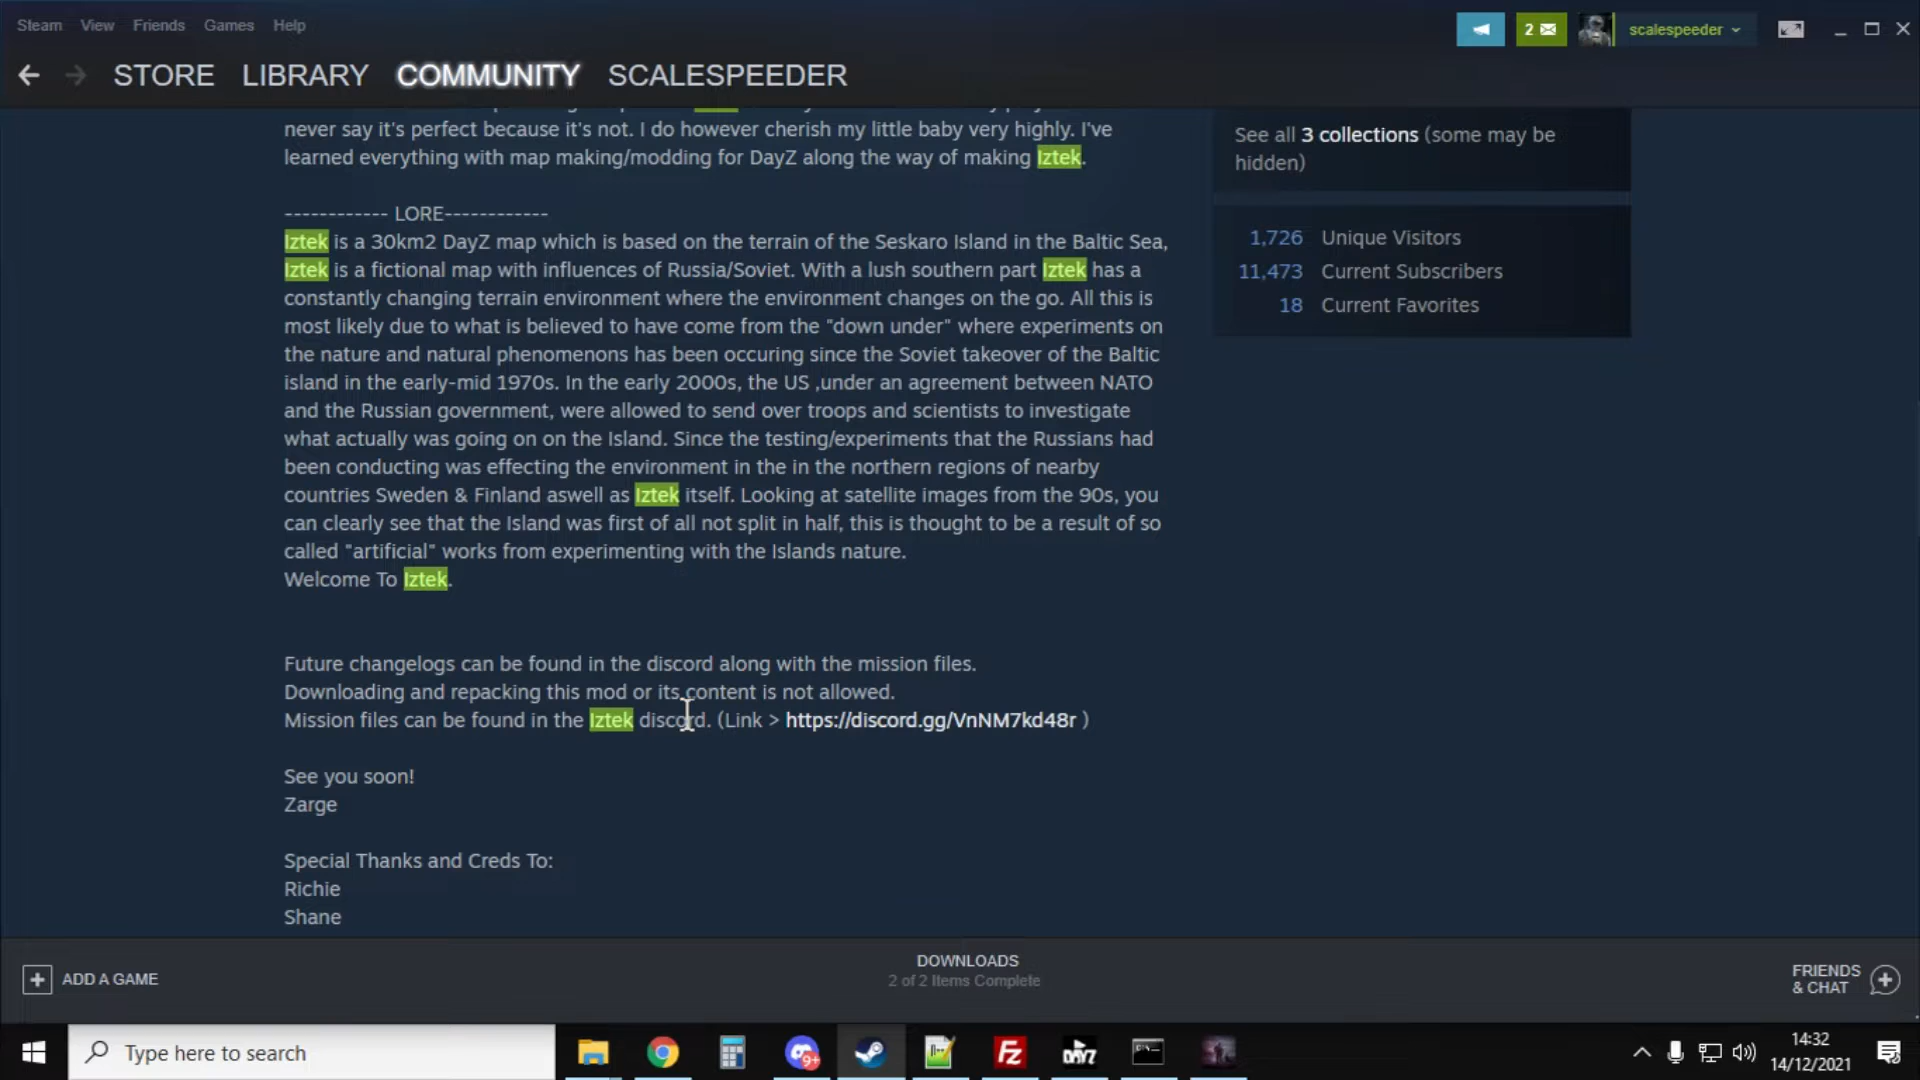 Steam View Friends Games Help
2
scalespeeder
STORE LIBRARY COMMUNITY SCALESPEEDER
never say it's perfect because it's not. I do however cherish my little baby very highly. I've
learned everything with map making/modding for DayZ along the way of making Iztek.
------------ LORE------------
Iztek is a 30km2 DayZ map which is based on the terrain of the Seskaro Island in the Baltic Sea,
Iztek is a fictional map with influences of Russia/Soviet. With a lush southern part Iztek has a
constantly changing terrain environment where the environment changes on the go. All this is
most likely due to what is believed to have come from the "down under" where experiments on
the nature and natural phenomenons has been occuring since the Soviet takeover of the Baltic
island in the early-mid 1970s. In the early 2000s, the US ,under an agreement between NATO
and the Russian government, were allowed to send over troops and scientists to investigate
what actually was going on on the Island. Since the testing/experiments that the Russians had
been conducting was effecting the environment in the in the northern regions of nearby
countries Sweden & Finland aswell as Iztek itself. Looking at satellite images from the 90s, you
can clearly see that the Island was first of all not split in half, this is thought to be a result of so
called "artificial" works from experimenting with the Islands nature.
Welcome To Iztek.
Future changelogs can be found in the discord along with the mission files.
Downloading and repacking this mod or its content is not allowed.
Mission files can be found in the Iztek discord. (Link > https://discord.gg/VnNM7kd48r )
See you soon!
Zarge
Special Thanks and Creds To:
Richie
Shane
See all 3 collections (some may be
hidden)
1,726 Unique Visitors
11,473 Current Subscribers
18 Current Favorites
ADD A GAME
DOWNLOADS
2 of 2 Items Complete
FRIENDS
& CHAT
Type here to search
9+
FZ
DAYZ
14:32
14/12/2021